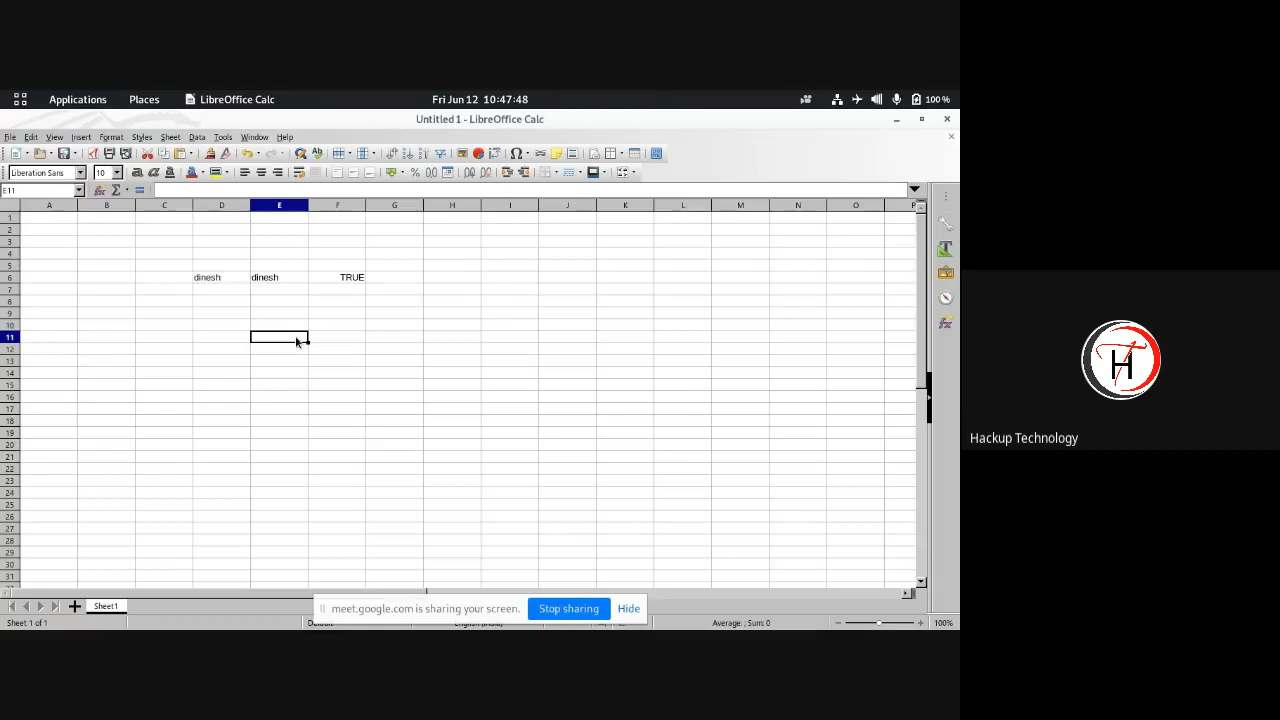 Applications Places LibreOffice Calc Fri Jun 12 10:47:48 100 %
Untitled 1 - LibreOffice Calc
File Edit View Insert Format Styles Sheet Data Tools Window Help
Liberation Sans 10
E11
A B C D E F G H I J K L M N O P
1
2
3
4
5
6 dinesh dinesh TRUE
7
8
9
10
11
12
13
14
15
16
17
18
19
20
21
22
23
24
25
26
27
28
29
30
31
Sheet1
meet.google.com is sharing your screen. Stop sharing Hide
Sheet 1 of 1 Average: ; Sum: 0 100%
H
Hackup Technology